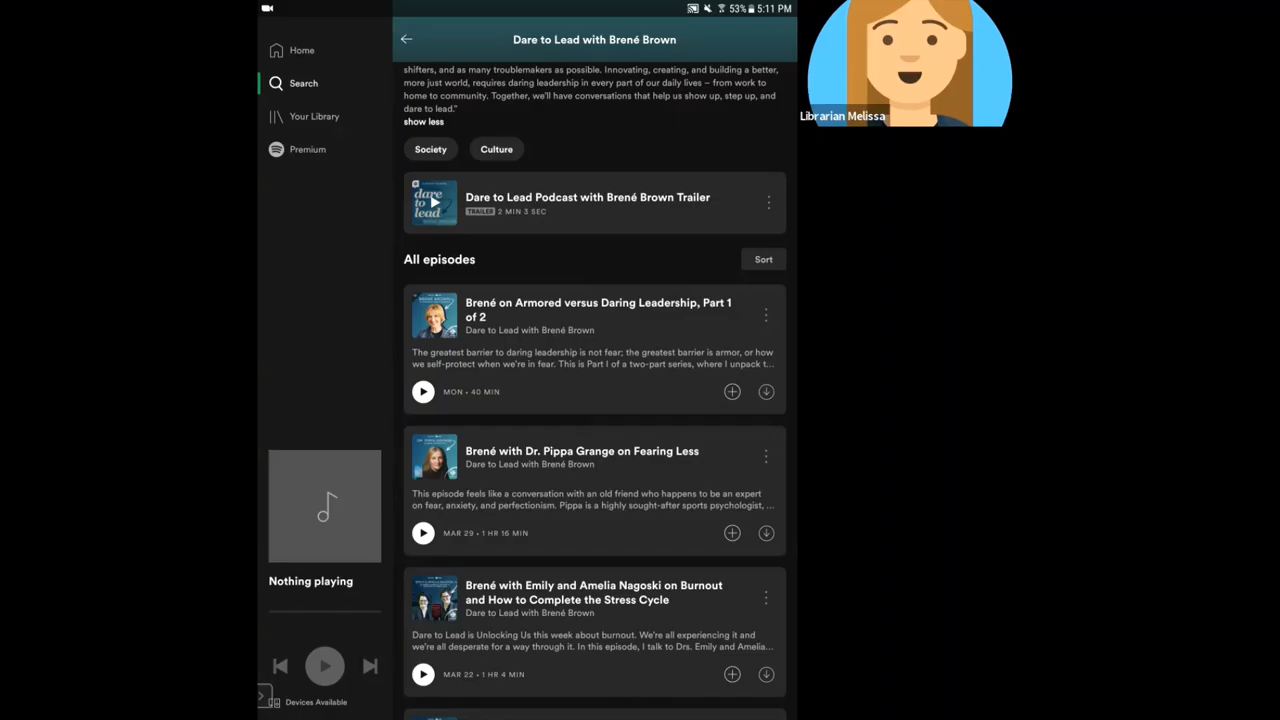 53% 5:11 PM
Home
Search
Your Library
Premium
Nothing playing
Devices Available
Dare to Lead with Brené Brown
shifters, and as many troublemakers as possible. Innovating, creating, and building a better,
more just world, requires daring leadership in every part of our daily lives – from work to
home to community. Together, we'll have conversations that help us show up, step up, and
dare to lead."
show less
Society
Culture
dare
to
lead
Dare to Lead Podcast with Brené Brown Trailer
TRAILER 2 MIN 3 SEC
All episodes
Sort
Brené on Armored versus Daring Leadership, Part 1
of 2
Dare to Lead with Brené Brown
The greatest barrier to daring leadership is not fear; the greatest barrier is armor, or how
we self-protect when we're in fear. This is Part I of a two-part series, where I unpack t...
MON • 40 MIN
Brené with Dr. Pippa Grange on Fearing Less
Dare to Lead with Brené Brown
This episode feels like a conversation with an old friend who happens to be an expert
on fear, anxiety, and perfectionism. Pippa is a highly sought-after sports psychologist, ...
MAR 29 • 1 HR 16 MIN
Brené with Emily and Amelia Nagoski on Burnout
and How to Complete the Stress Cycle
Dare to Lead with Brené Brown
Dare to Lead is Unlocking Us this week about burnout. We're all experiencing it and
we're all desperate for a way through it. In this episode, I talk to Drs. Emily and Amelia...
MAR 22 • 1 HR 4 MIN
Librarian Melissa